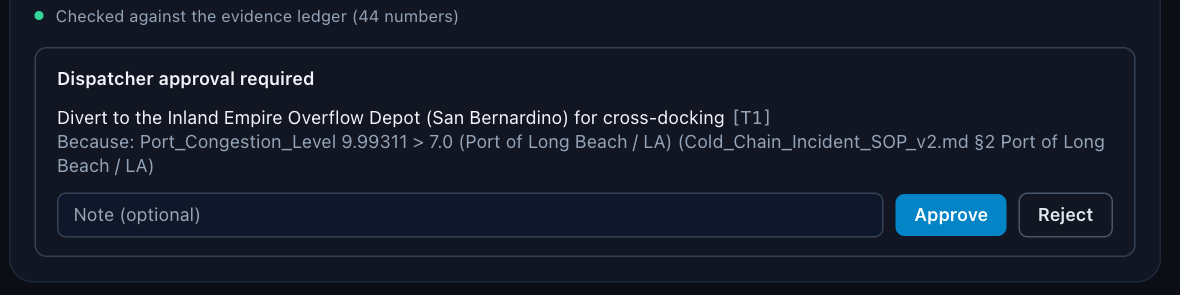 Checked against the evidence ledger (44 numbers)
Dispatcher approval required
Divert to the Inland Empire Overflow Depot (San Bernardino) for cross-docking [T1]
Because: Port_Congestion_Level 9.99311 > 7.0 (Port of Long Beach / LA) (Cold_Chain_Incident_SOP_v2.md §2 Port of Long
Beach / LA)
Note (optional)
Approve
Reject